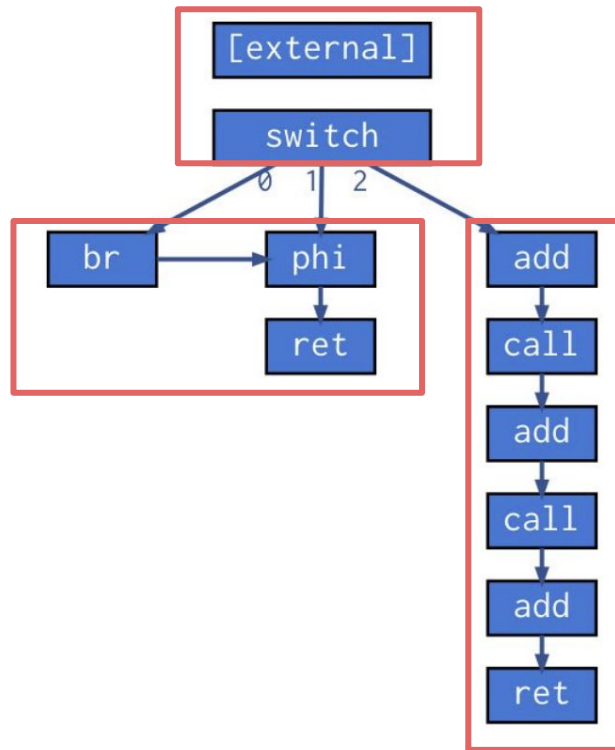 [external]
switch
0 1 2
br phi add
ret call
add
call
add
ret